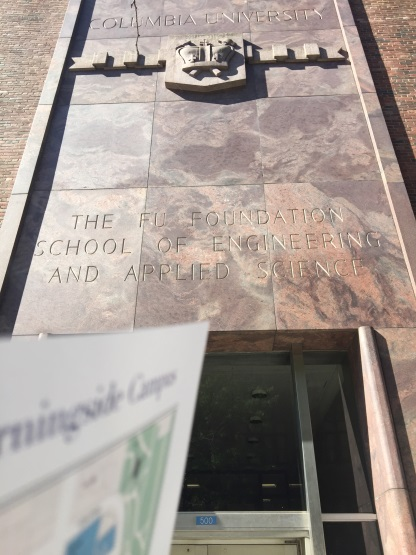 COLUMBIA UNIVERSITY
THE FU FOUNDATION
SCHOOL OF ENGINEERING
AND APPLIED SCIENCE
rningside Campus
500